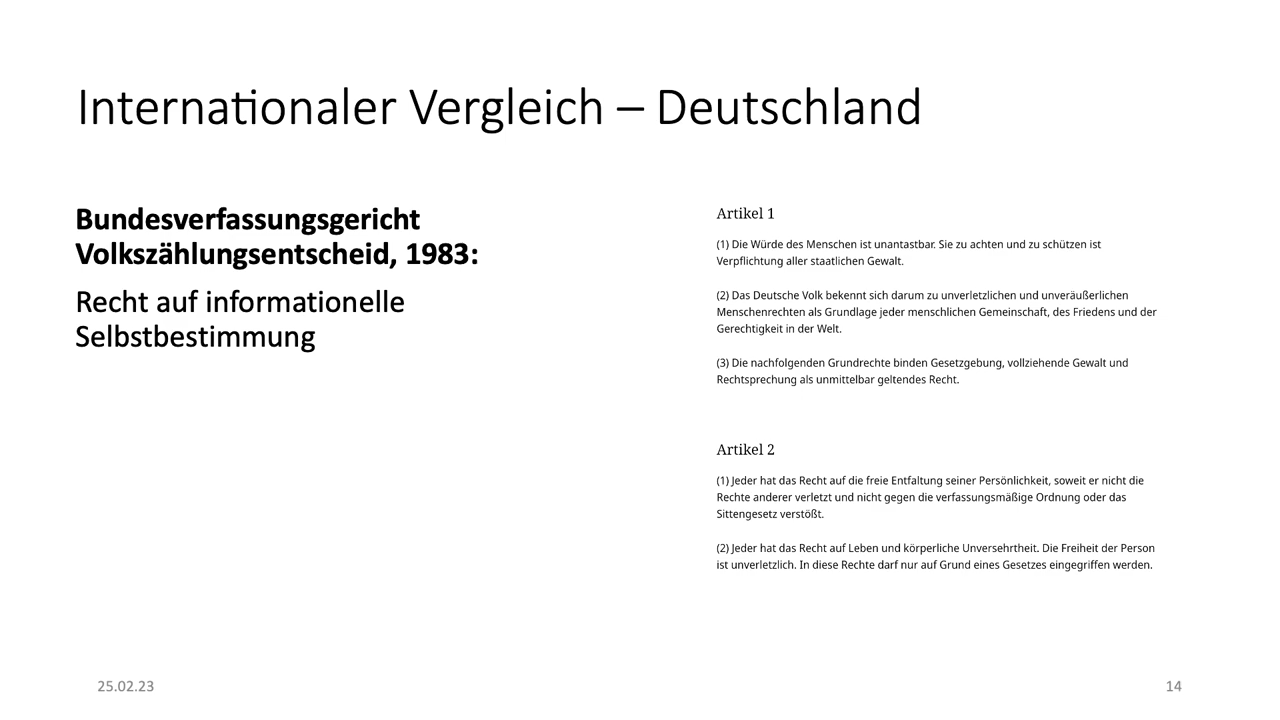 Internationaler Vergleich – Deutschland
Bundesverfassungsgericht
Volkszählungsentscheid, 1983:
Recht auf informationelle
Selbstbestimmung
Artikel 1
(1) Die Würde des Menschen ist unantastbar. Sie zu achten und zu schützen ist
Verpflichtung aller staatlichen Gewalt.
(2) Das Deutsche Volk bekennt sich darum zu unverletzlichen und unveräußerlichen
Menschenrechten als Grundlage jeder menschlichen Gemeinschaft, des Friedens und der
Gerechtigkeit in der Welt.
(3) Die nachfolgenden Grundrechte binden Gesetzgebung, vollziehende Gewalt und
Rechtsprechung als unmittelbar geltendes Recht.
Artikel 2
(1) Jeder hat das Recht auf die freie Entfaltung seiner Persönlichkeit, soweit er nicht die
Rechte anderer verletzt und nicht gegen die verfassungsmäßige Ordnung oder das
Sittengesetz verstößt.
(2) Jeder hat das Recht auf Leben und körperliche Unversehrtheit. Die Freiheit der Person
ist unverletzlich. In diese Rechte darf nur auf Grund eines Gesetzes eingegriffen werden.
25.02.23
14